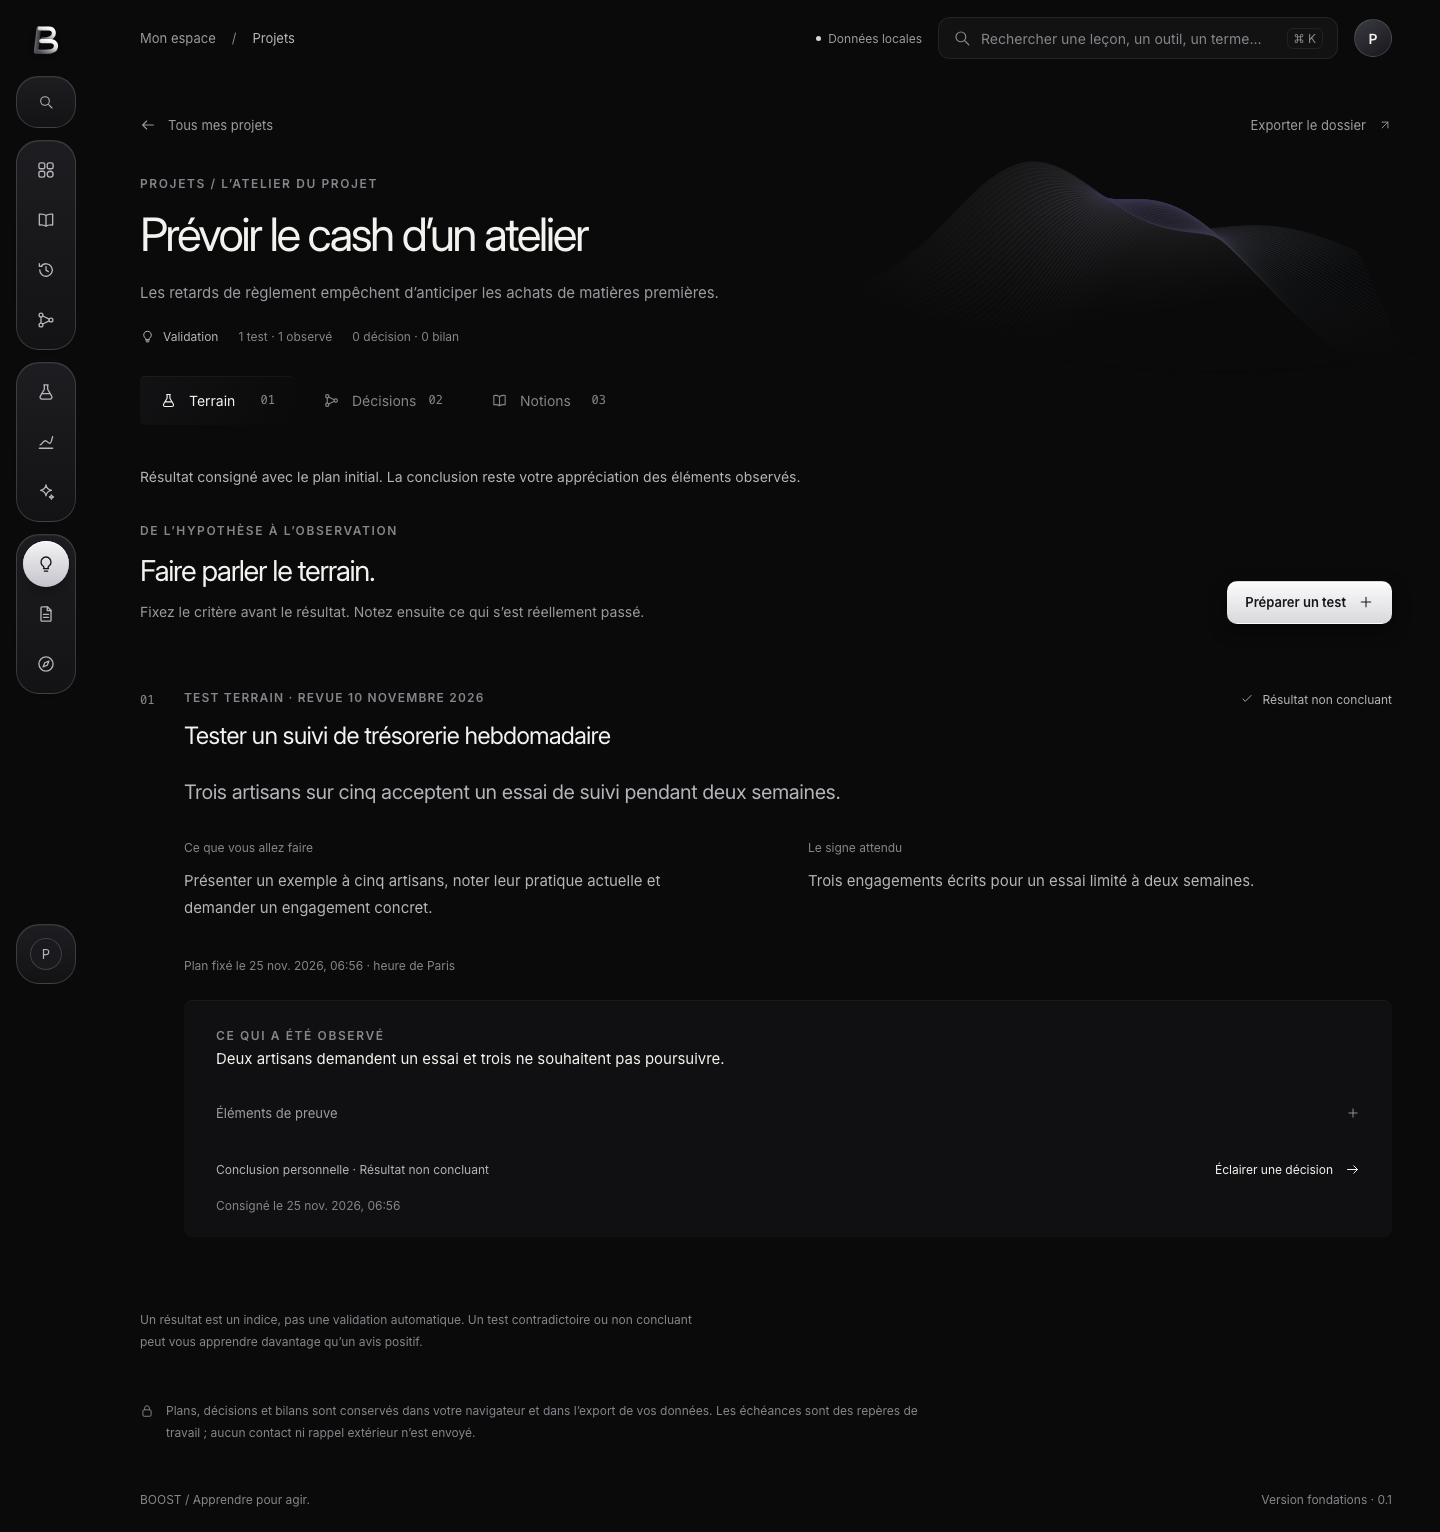 B
Mon espace / Projets
Données locales
Rechercher une leçon, un outil, un terme…
⌘ K
P
Tous mes projets
Exporter le dossier
PROJETS / L’ATELIER DU PROJET
Prévoir le cash d’un atelier
Les retards de règlement empêchent d’anticiper les achats de matières premières.
Validation 1 test · 1 observé 0 décision · 0 bilan
Terrain 01 Décisions 02 Notions 03
Résultat consigné avec le plan initial. La conclusion reste votre appréciation des éléments observés.
DE L’HYPOTHÈSE À L’OBSERVATION
Faire parler le terrain.
Fixez le critère avant le résultat. Notez ensuite ce qui s’est réellement passé.
Préparer un test +
01
TEST TERRAIN · REVUE 10 NOVEMBRE 2026
Résultat non concluant
Tester un suivi de trésorerie hebdomadaire
Trois artisans sur cinq acceptent un essai de suivi pendant deux semaines.
Ce que vous allez faire
Présenter un exemple à cinq artisans, noter leur pratique actuelle et
demander un engagement concret.
Le signe attendu
Trois engagements écrits pour un essai limité à deux semaines.
P
Plan fixé le 25 nov. 2026, 06:56 · heure de Paris
CE QUI A ÉTÉ OBSERVÉ
Deux artisans demandent un essai et trois ne souhaitent pas poursuivre.
Éléments de preuve +
Conclusion personnelle · Résultat non concluant
Éclairer une décision
Consigné le 25 nov. 2026, 06:56
Un résultat est un indice, pas une validation automatique. Un test contradictoire ou non concluant
peut vous apprendre davantage qu’un avis positif.
Plans, décisions et bilans sont conservés dans votre navigateur et dans l’export de vos données. Les échéances sont des repères de
travail ; aucun contact ni rappel extérieur n’est envoyé.
BOOST / Apprendre pour agir.
Version fondations · 0.1